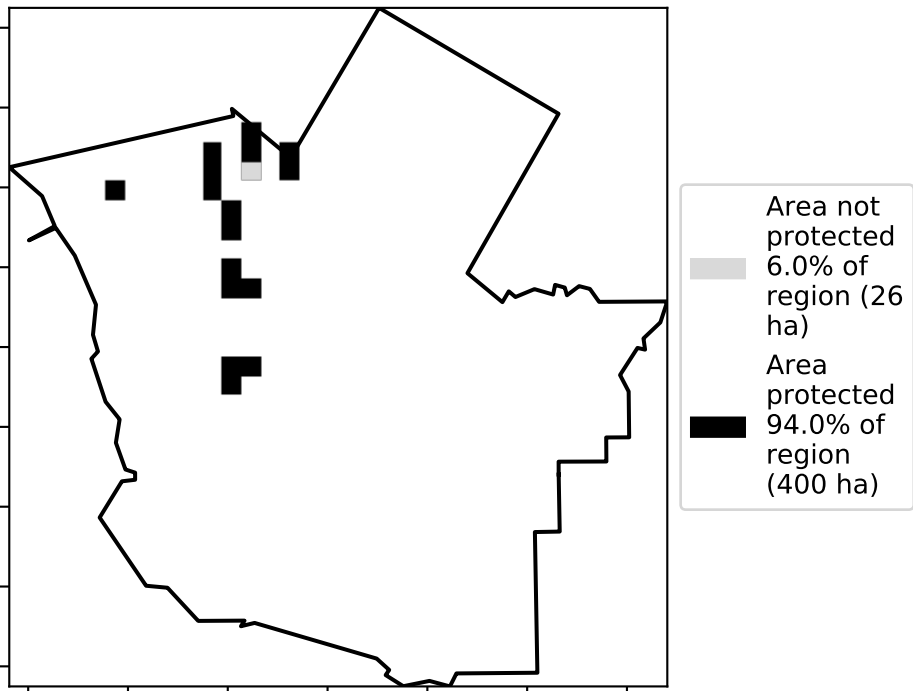 Area not
protected
6.0% of
region (26
ha)
Area
protected
94.0% of
region
(400 ha)